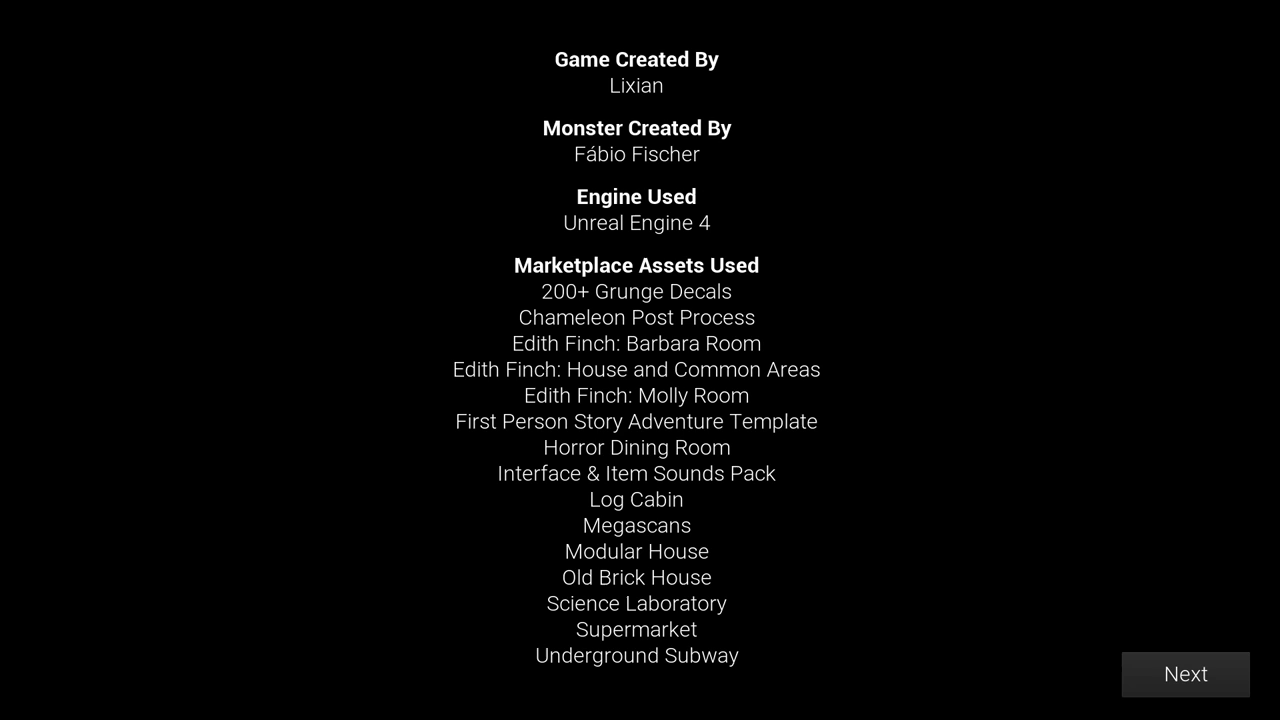 Game Created By
Lixian
Monster Created By
Fábio Fischer
Engine Used
Unreal Engine 4
Marketplace Assets Used
200+ Grunge Decals
Chameleon Post Process
Edith Finch: Barbara Room
Edith Finch: House and Common Areas
Edith Finch: Molly Room
First Person Story Adventure Template
Horror Dining Room
Interface & Item Sounds Pack
Log Cabin
Megascans
Modular House
Old Brick House
Science Laboratory
Supermarket
Underground Subway
Next